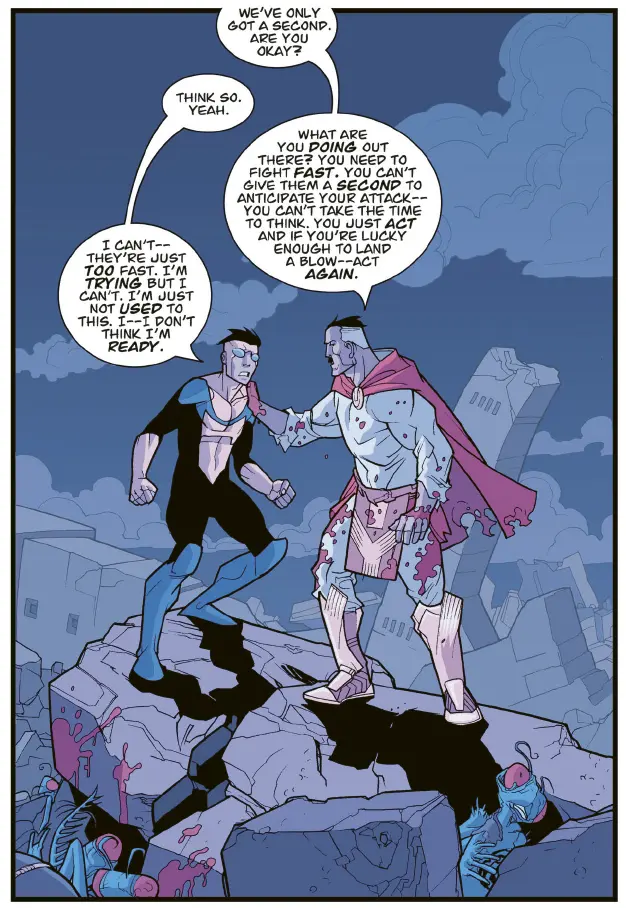 WE'VE ONLY
GOT A SECOND.
ARE YOU
OKAY?
THINK SO.
YEAH.
WHAT ARE
YOU DOING OUT
THERE? YOU NEED TO
FIGHT FAST. YOU CAN'T
GIVE THEM A SECOND TO
ANTICIPATE YOUR ATTACK--
YOU CAN'T TAKE THE TIME
TO THINK. YOU JUST ACT
AND IF YOU'RE LUCKY
ENOUGH TO LAND
A BLOW--ACT
AGAIN.
I CAN'T--
THEY'RE JUST
TOO FAST. I'M
TRYING BUT I
CAN'T. I'M JUST
NOT USED TO
THIS. I--I DON'T
THINK I'M
READY.